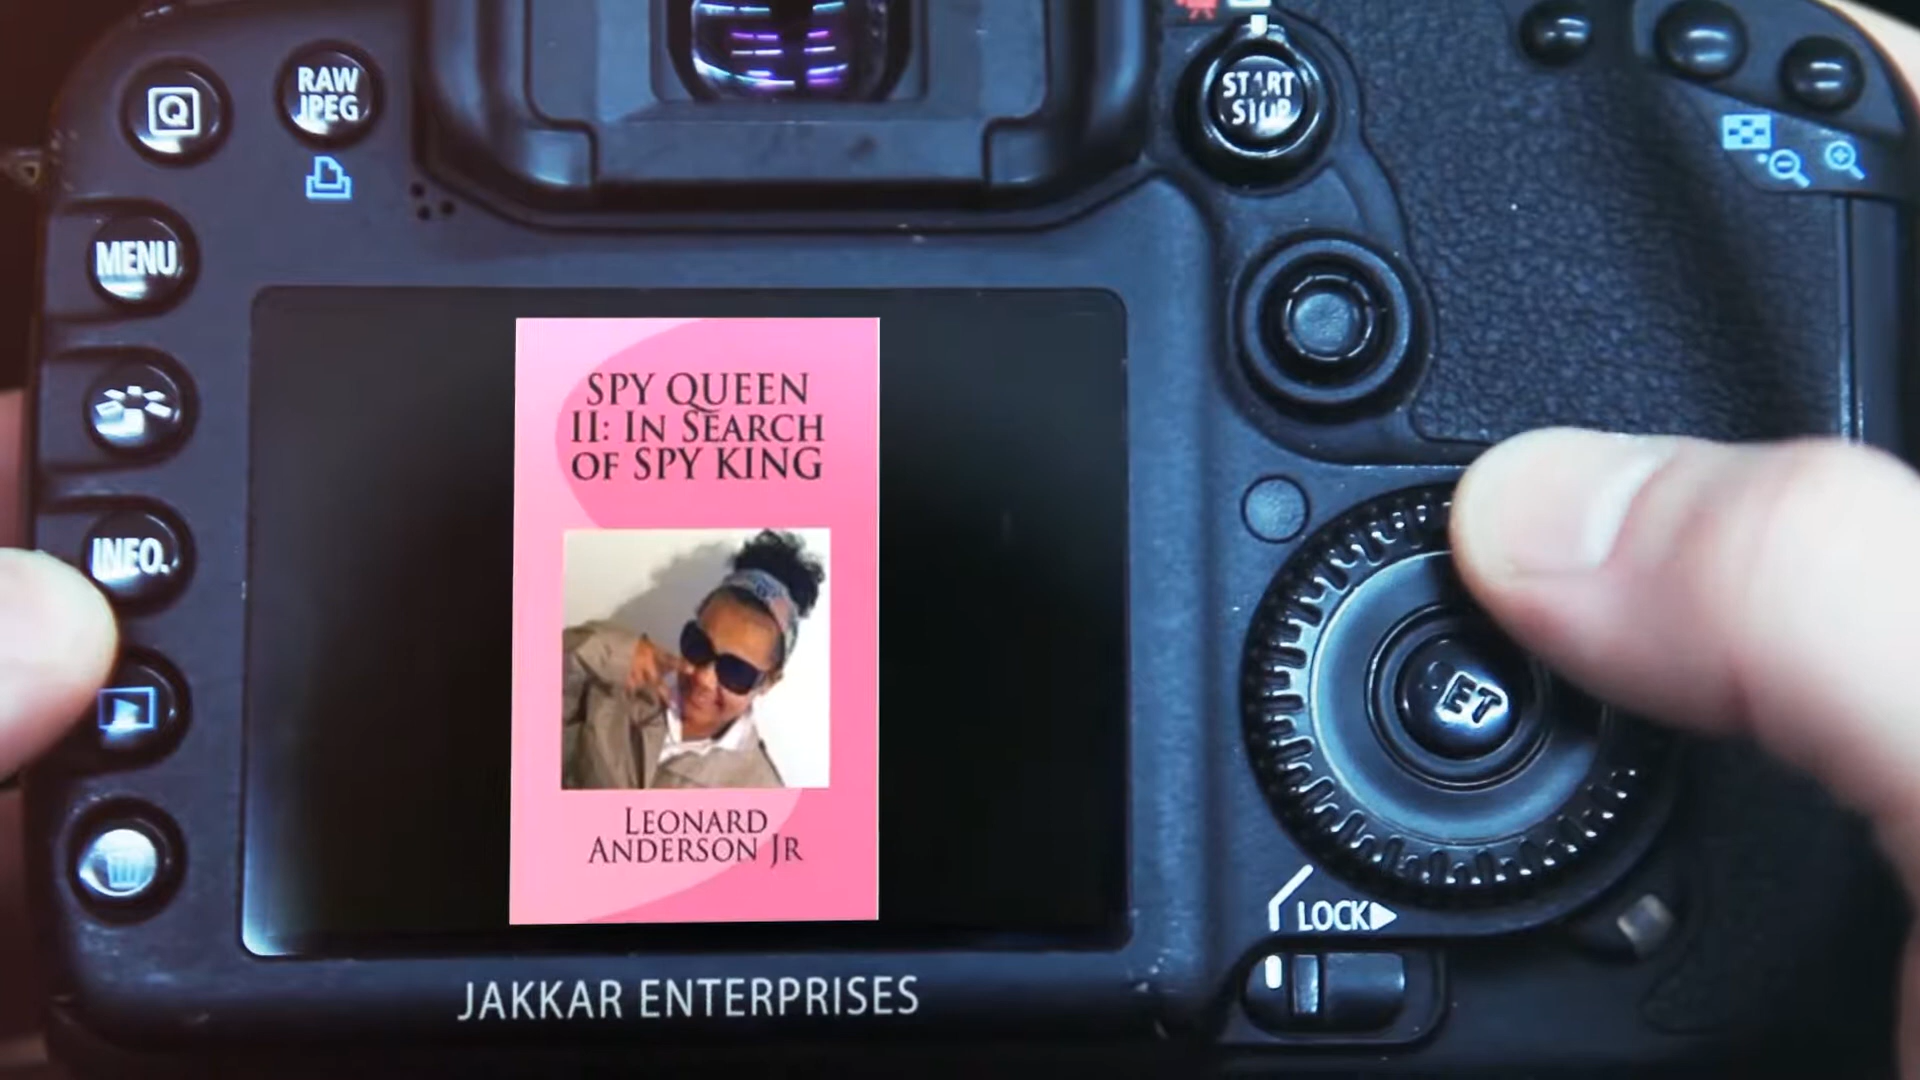 Q
RAW
JPEG
START
STOP
MENU
INFO.
SPY QUEEN
II: IN SEARCH
OF SPY KING
LEONARD
ANDERSON JR
SET
LOCK
JAKKAR ENTERPRISES